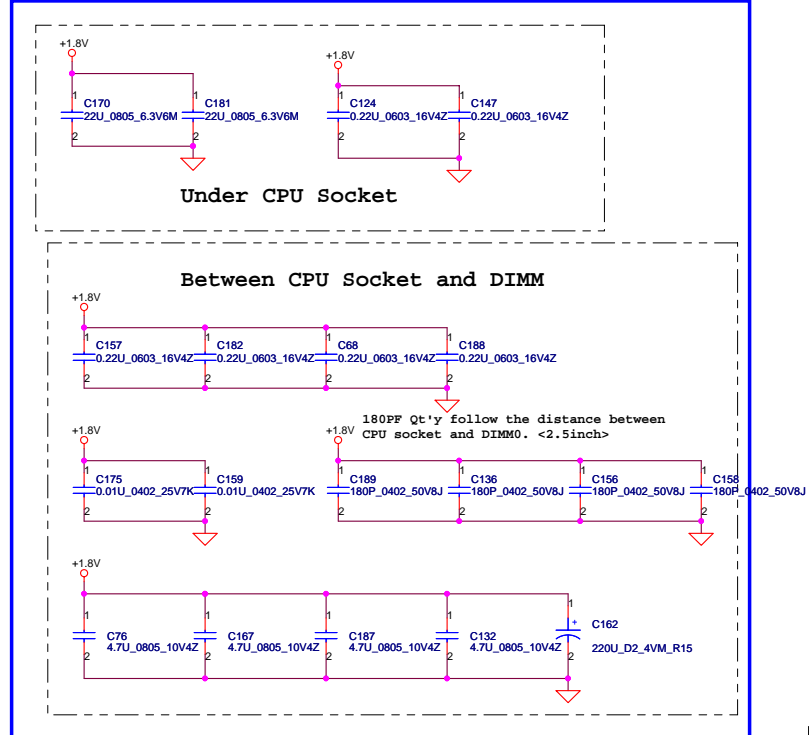 +1.8V +1.8V
1 1 1 1
C170 C181 C124 C147
22U_0805_6.3V6M 22U_0805_6.3V6M 0.22U_0603_16V4Z 0.22U_0603_16V4Z
2 2 2 2
Under CPU Socket
Between CPU Socket and DIMM
+1.8V
1 1 1 1
C157 C182 C68 C188
0.22U_0603_16V4Z 0.22U_0603_16V4Z 0.22U_0603_16V4Z 0.22U_0603_16V4Z
2 2 2 2
180PF Qt'y follow the distance between
CPU socket and DIMM0. <2.5inch>
+1.8V +1.8V
1 1 1 1 1 1
C175 C159 C189 C136 C156 C158
0.01U_0402_25V7K 0.01U_0402_25V7K 180P_0402_50V8J 180P_0402_50V8J 180P_0402_50V8J 180P_0402_50V8J
2 2 2 2 2 2
+1.8V
1 1 1 1 1
+
C76 C167 C187 C132 C162
4.7U_0805_10V4Z 4.7U_0805_10V4Z 4.7U_0805_10V4Z 4.7U_0805_10V4Z 220U_D2_4VM_R15
2 2 2 2 2